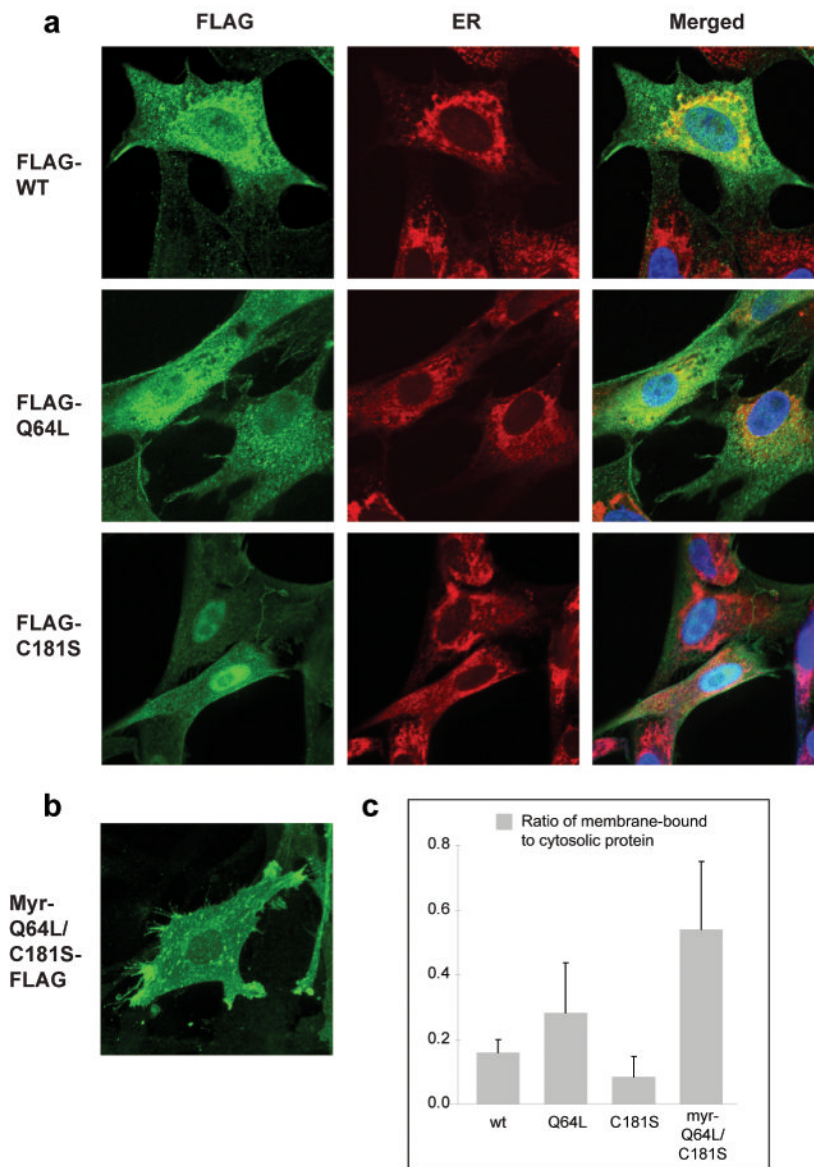 a
FLAG
ER
Merged
FLAG-
WT
FLAG-
Q64L
FLAG-
C181S
b
Myr-
Q64L/
C181S-
FLAG
c
Ratio of membrane-bound
to cytosolic protein
0.8
0.6
0.4
0.2
0.0
wt
Q64L
C181S
myr-
Q64L/
C181S